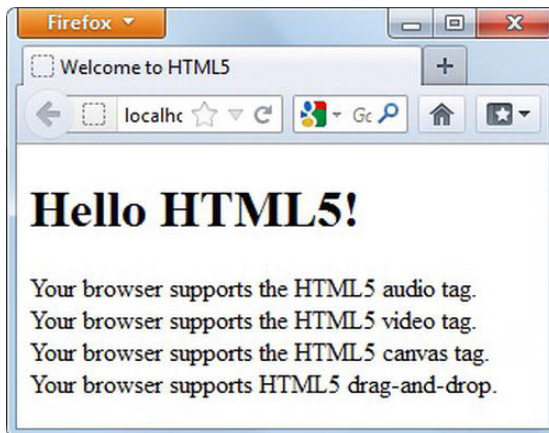 Firefox
Welcome to HTML5
localhc
Gc
Hello HTML5!
Your browser supports the HTML5 audio tag.
Your browser supports the HTML5 video tag.
Your browser supports the HTML5 canvas tag.
Your browser supports HTML5 drag-and-drop.